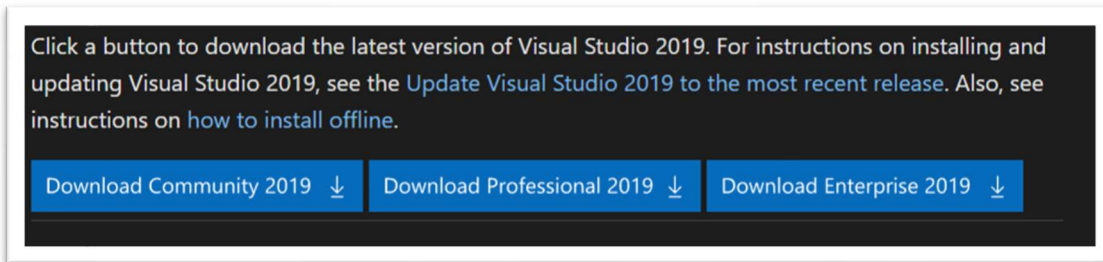 Click a button to download the latest version of Visual Studio 2019. For instructions on installing and
updating Visual Studio 2019, see the Update Visual Studio 2019 to the most recent release. Also, see
instructions on how to install offline.
Download Community 2019 Download Professional 2019 Download Enterprise 2019